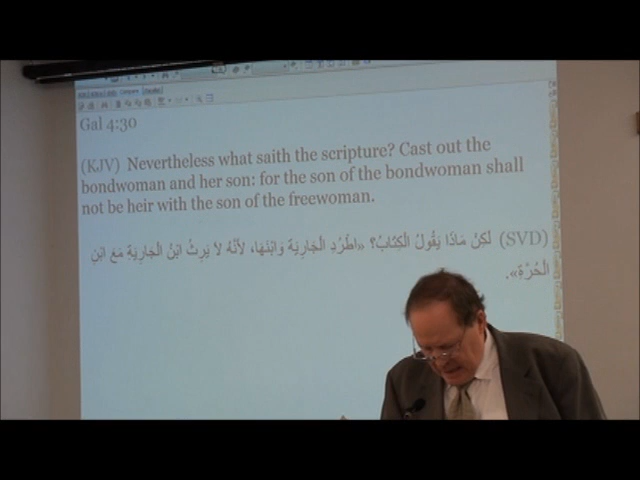 Gal 4:30
(KJV) Nevertheless what saith the scripture? Cast out the
bondwoman and her son: for the son of the bondwoman shall
not be heir with the son of the freewoman.
(SVD) لَكِنْ مَاذَا يَقُولُ الْكِتَابُ؟ «اطْرُدِ الْجَارِيَةَ وَابْنَهَا، لأَنَّهُ لاَ يَرِثُ ابْنُ الْجَارِيَةِ مَعَ ابْنِ
الْحُرَّةِ».